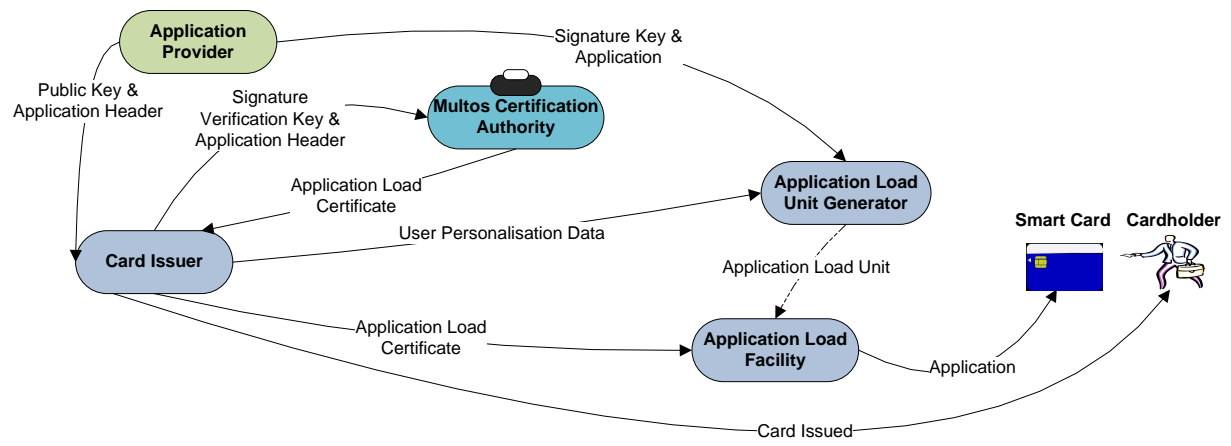 Application
Provider
Signature Key &
Application
Public Key &
Application Header
Signature
Verification Key &
Application Header
Multos Certification
Authority
Application Load
Certificate
Application Load
Unit Generator
User Personalisation Data
Smart Card
Cardholder
Card Issuer
Application Load Unit
Application Load
Certificate
Application Load
Facility
Application
Card Issued